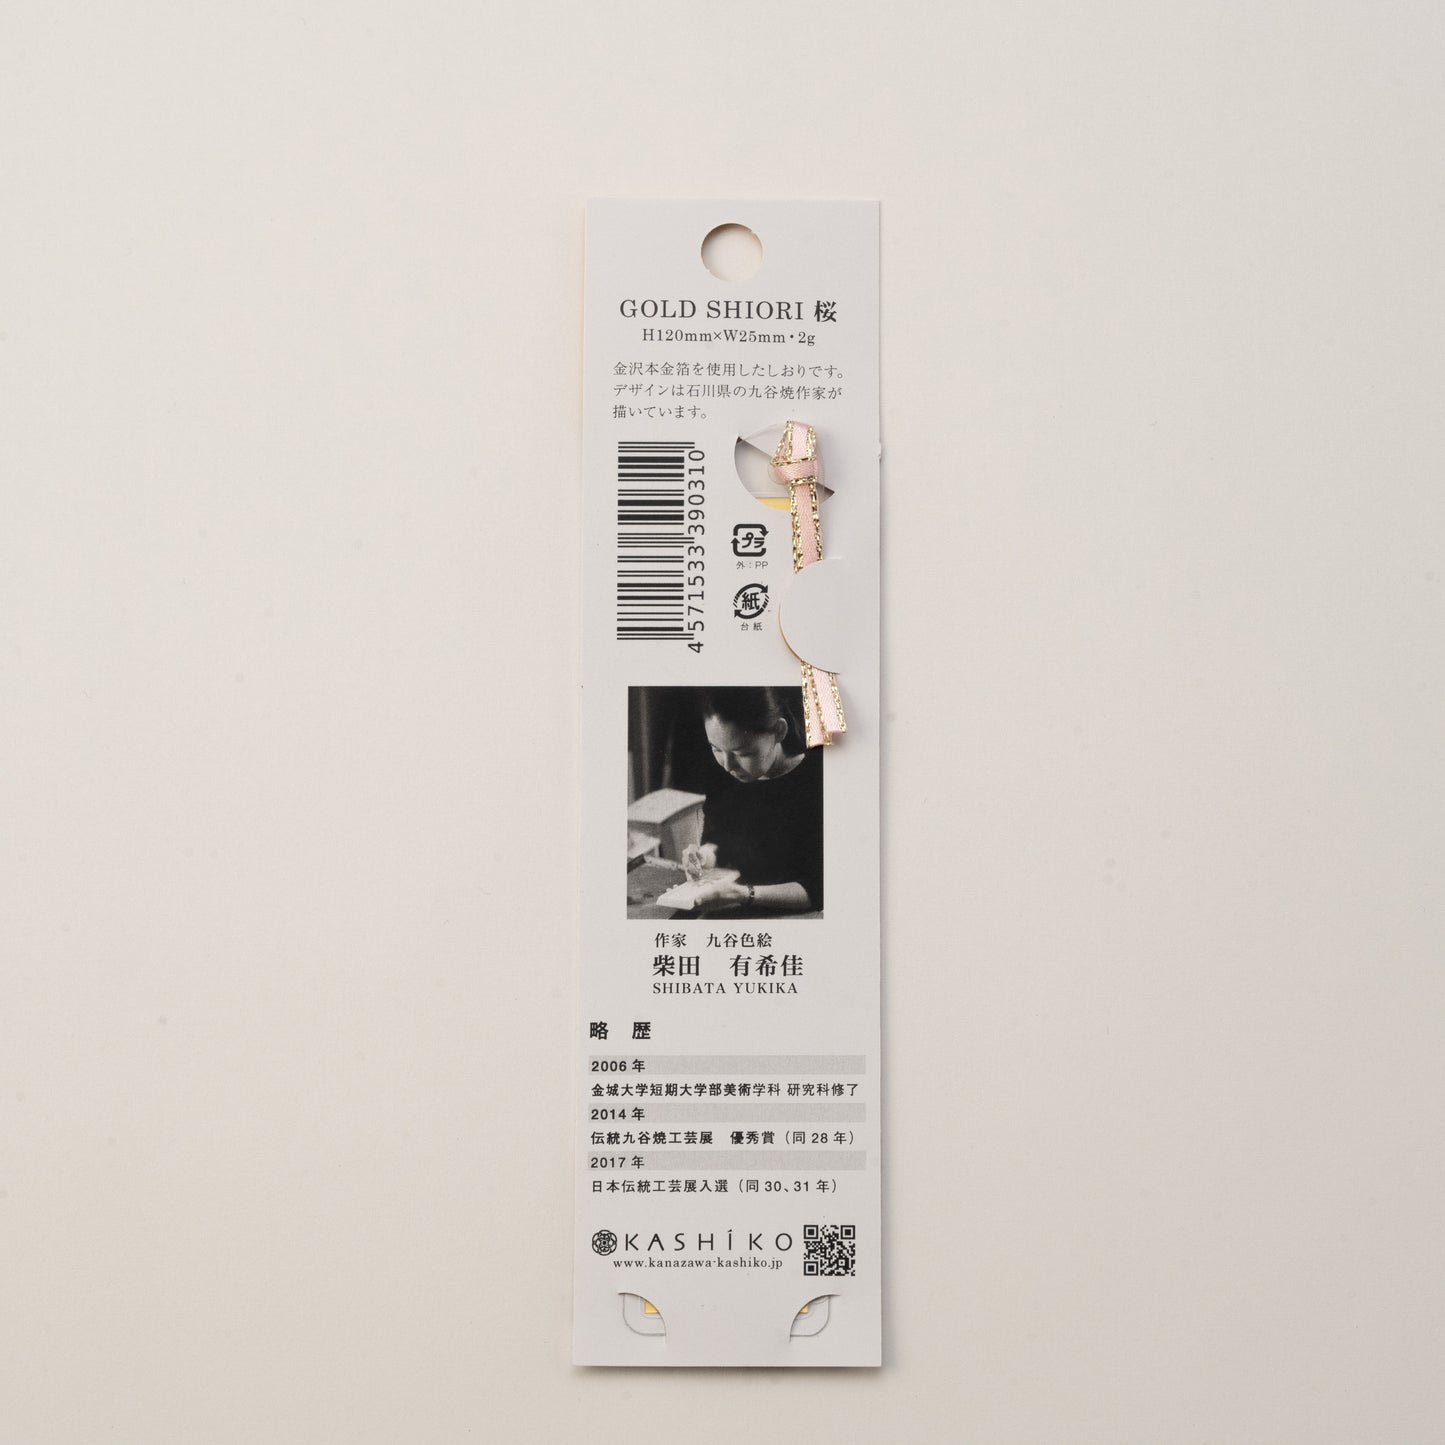 GOLD SHIORI 桜
H120mm×W25mm・2g
金沢本金箔を使用したしおりです。
デザインは石川県の九谷焼作家が
描いています。
4 571533 390310
プラ
外：PP
紙
台紙
作家　九谷色絵
柴田　有希佳
SHIBATA YUKIKA
略　歴
2006 年
金城大学短期大学部美術学科 研究科修了
2014 年
伝統九谷焼工芸展　優秀賞（同 28 年）
2017 年
日本伝統工芸展入選（同 30、31 年）
KASHIKO
www.kanazawa-kashiko.jp